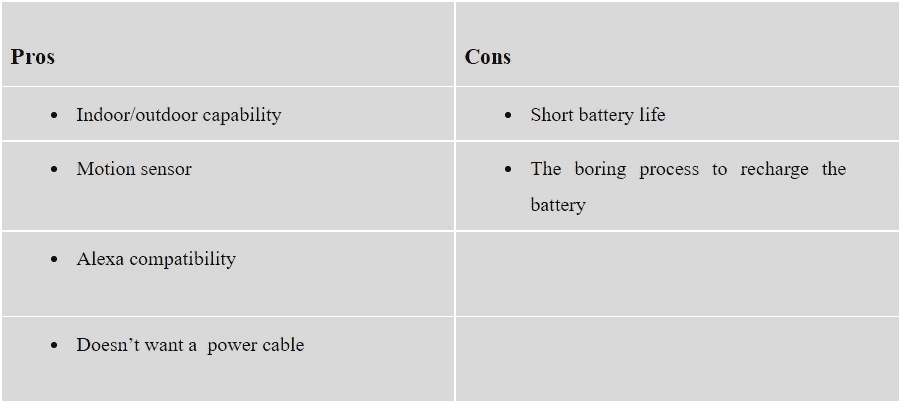 Pros
Cons
• Indoor/outdoor capability
• Short battery life
• Motion sensor
• The boring process to recharge the
battery
• Alexa compatibility
• Doesn’t want a  power cable